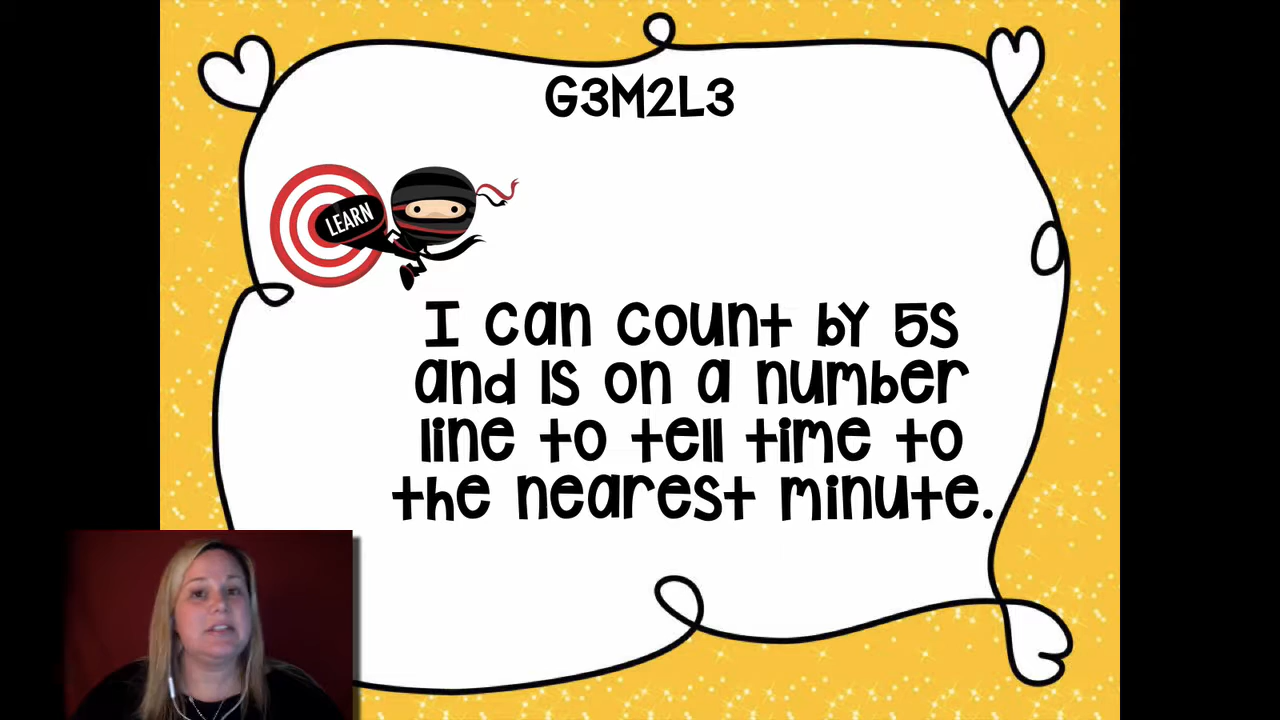 G3M2L3
LEARN
I can count by 5s
and 1s on a number
line to tell time to
the nearest minute.